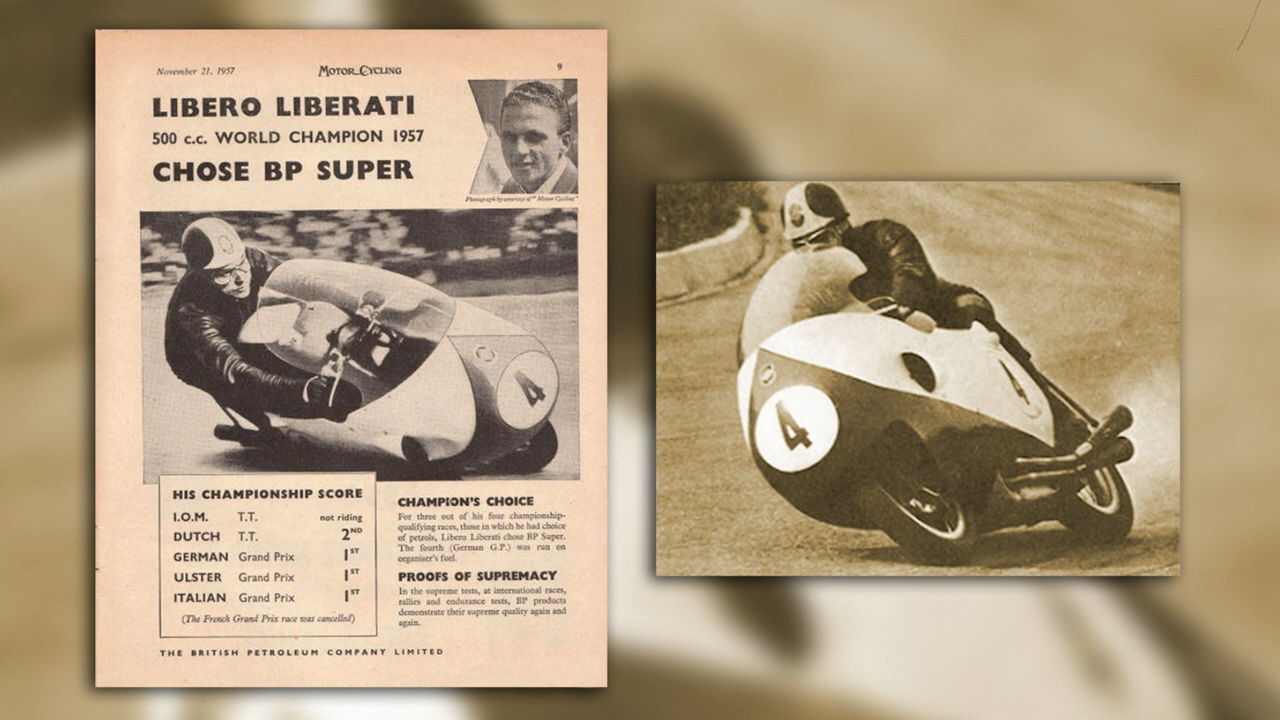 November 21, 1957 MOTOR CYCLING 9
LIBERO LIBERATI
500 c.c. WORLD CHAMPION 1957
CHOSE BP SUPER
Photograph by courtesy of "Motor Cycling"
4
HIS CHAMPIONSHIP SCORE
I.O.M. T.T. not riding
DUTCH T.T. 2ND
GERMAN Grand Prix 1ST
ULSTER Grand Prix 1ST
ITALIAN Grand Prix 1ST
(The French Grand Prix race was cancelled)
CHAMPION'S CHOICE
For three out of his four championship-
qualifying races, those in which he had choice
of petrols, Libero Liberati chose BP Super.
The fourth (German G.P.) was run on
organiser's fuel.
PROOFS OF SUPREMACY
In the supreme tests, at international races,
rallies and endurance tests, BP products
demonstrate their supreme quality again and
again.
THE BRITISH PETROLEUM COMPANY LIMITED
4
4